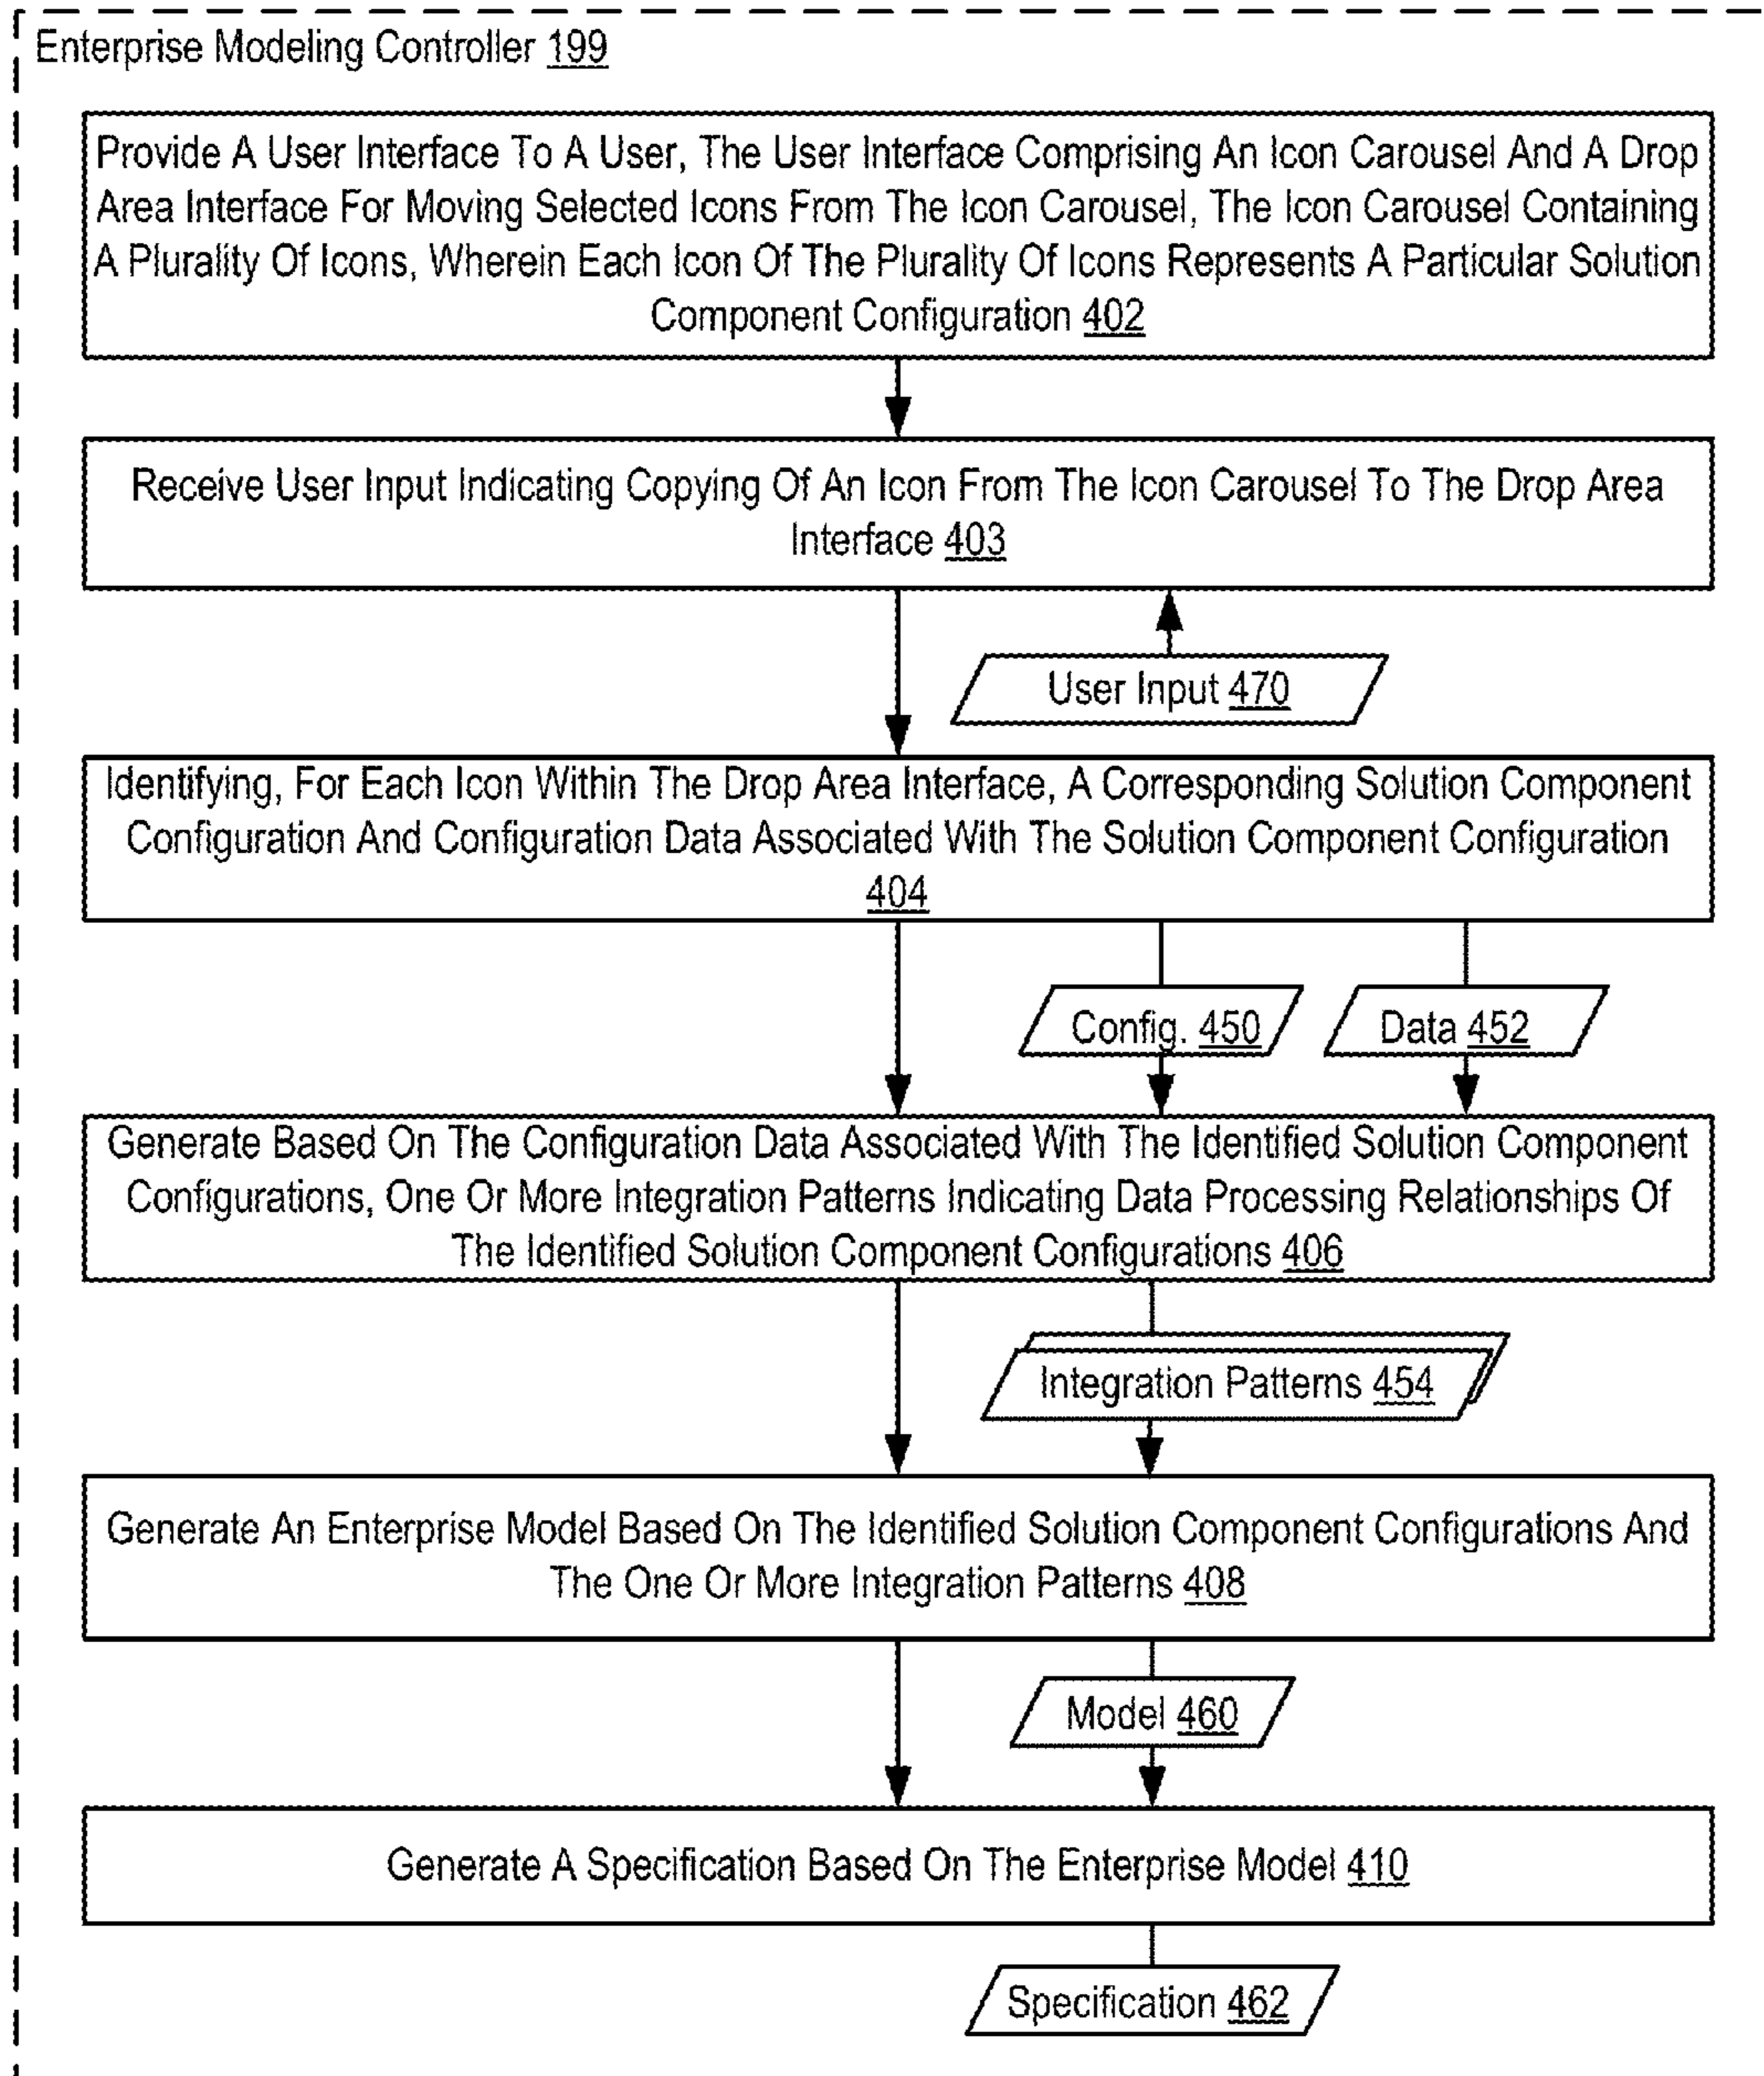 Enterprise Modeling Controller 199
Provide A User Interface To A User, The User Interface Comprising An Icon Carousel And A Drop
Area Interface For Moving Selected Icons From The Icon Carousel, The Icon Carousel Containing
A Plurality Of Icons, Wherein Each Icon Of The Plurality Of Icons Represents A Particular Solution
Component Configuration 402
Receive User Input Indicating Copying Of An Icon From The Icon Carousel To The Drop Area
Interface 403
User Input 470
Identifying, For Each Icon Within The Drop Area Interface, A Corresponding Solution Component
Configuration And Configuration Data Associated With The Solution Component Configuration
404
Config. 450
Data 452
Generate Based On The Configuration Data Associated With The Identified Solution Component
Configurations, One Or More Integration Patterns Indicating Data Processing Relationships Of
The Identified Solution Component Configurations 406
Integration Patterns 454
Generate An Enterprise Model Based On The Identified Solution Component Configurations And
The One Or More Integration Patterns 408
Model 460
Generate A Specification Based On The Enterprise Model 410
Specification 462